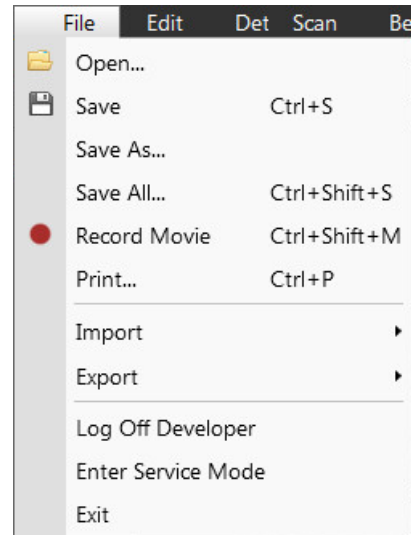 File Edit Det Scan Be
Open...
Save Ctrl+S
Save As...
Save All... Ctrl+Shift+S
Record Movie Ctrl+Shift+M
Print... Ctrl+P
Import
Export
Log Off Developer
Enter Service Mode
Exit